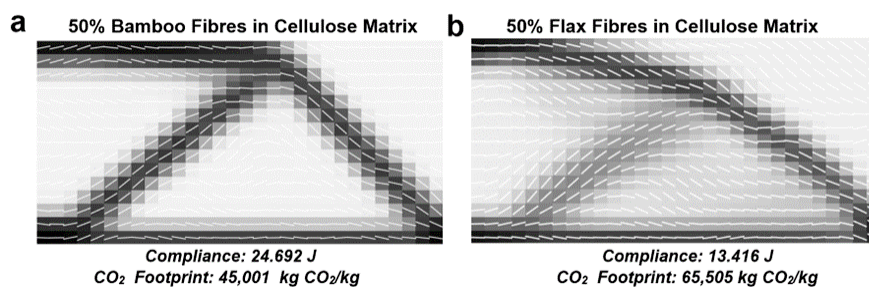 a
50% Bamboo Fibres in Cellulose Matrix
Compliance: 24.692 J
CO₂ Footprint: 45,001 kg CO₂/kg
b
50% Flax Fibres in Cellulose Matrix
Compliance: 13.416 J
CO₂ Footprint: 65,505 kg CO₂/kg